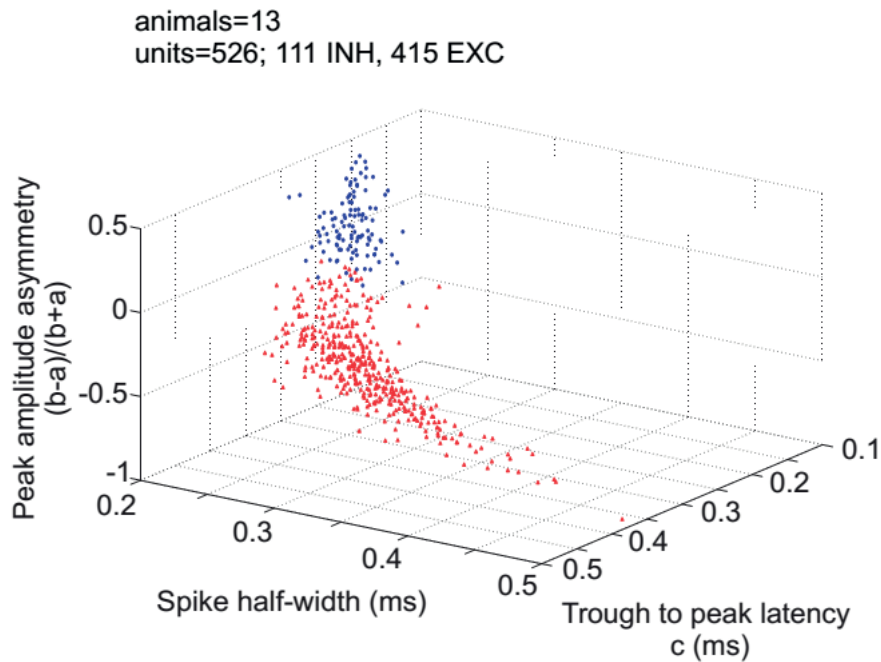 animals=13
units=526; 111 INH, 415 EXC
Peak amplitude asymmetry
(b-a)/(b+a)
0.5
0
-0.5
-1
0.2
0.3
0.4
0.5
Spike half-width (ms)
0.5
0.4
0.3
0.2
0.1
Trough to peak latency
c (ms)